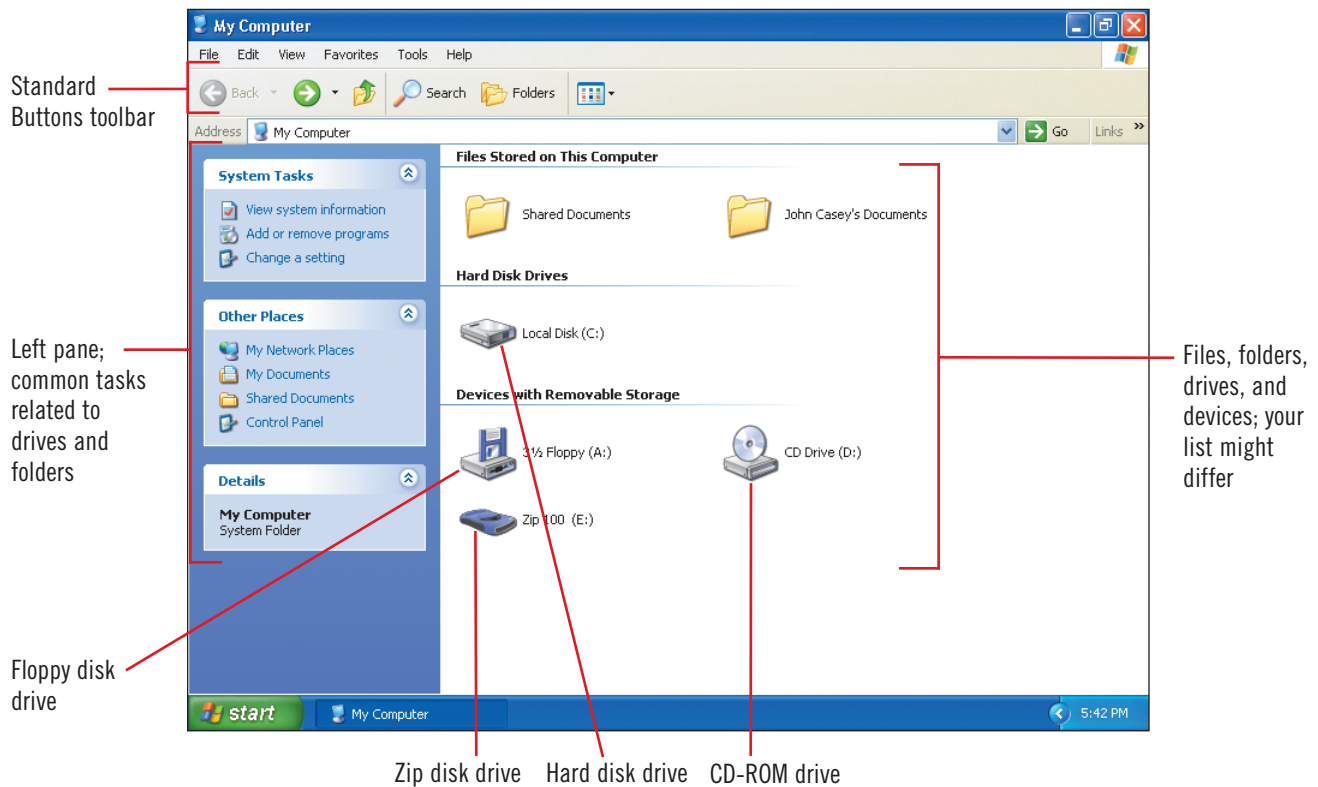 My Computer
File Edit View Favorites Tools Help
Standard
Buttons toolbar
Back Search Folders
Address My Computer Go Links »
System Tasks
View system information
Add or remove programs
Change a setting
Other Places
My Network Places
My Documents
Shared Documents
Control Panel
Details
My Computer
System Folder
Files Stored on This Computer
Shared Documents John Casey's Documents
Hard Disk Drives
Local Disk (C:)
Devices with Removable Storage
3½ Floppy (A:) CD Drive (D:)
Zip 100 (E:)
Left pane;
common tasks
related to
drives and
folders
Files, folders,
drives, and
devices; your
list might
differ
Floppy disk
drive
start My Computer 5:42 PM
Zip disk drive Hard disk drive CD-ROM drive